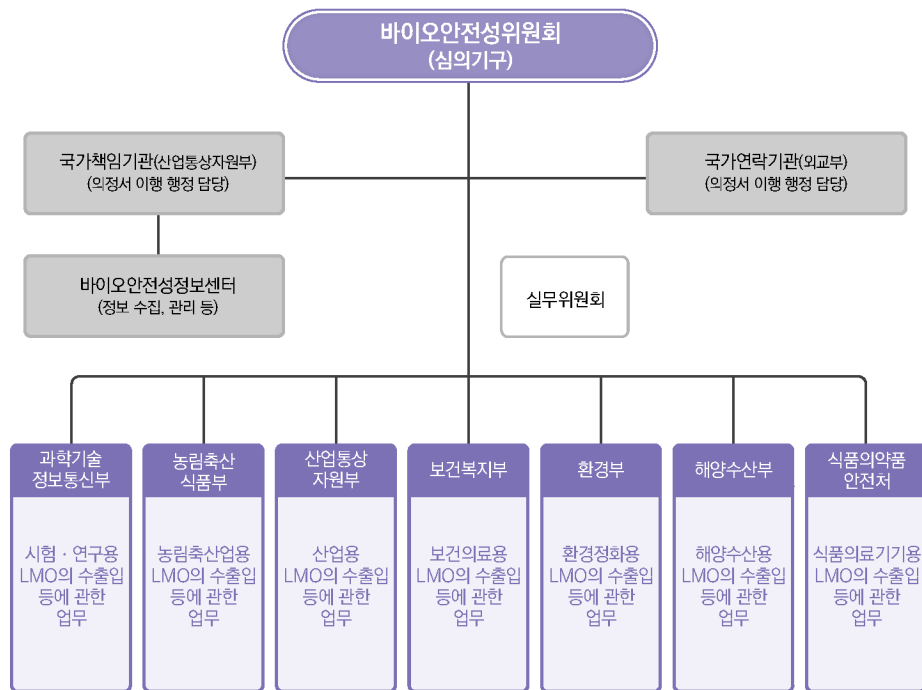 바이오안전성위원회
(심의기구)
국가책임기관(산업통상자원부)
(의정서 이행 행정 담당)
국가연락기관(외교부)
(의정서 이행 행정 담당)
바이오안전성정보센터
(정보 수집, 관리 등)
실무위원회
과학기술
정보통신부
시험 · 연구용
LMO의 수출입
등에 관한
업무
농림축산
식품부
농림축산업용
LMO의 수출입
등에 관한
업무
산업통상
자원부
산업용
LMO의 수출입
등에 관한
업무
보건복지부
보건의료용
LMO의 수출입
등에 관한
업무
환경부
환경정화용
LMO의 수출입
등에 관한
업무
해양수산부
해양수산용
LMO의 수출입
등에 관한
업무
식품의약품
안전처
식품의료기기용
LMO의 수출입
등에 관한
업무